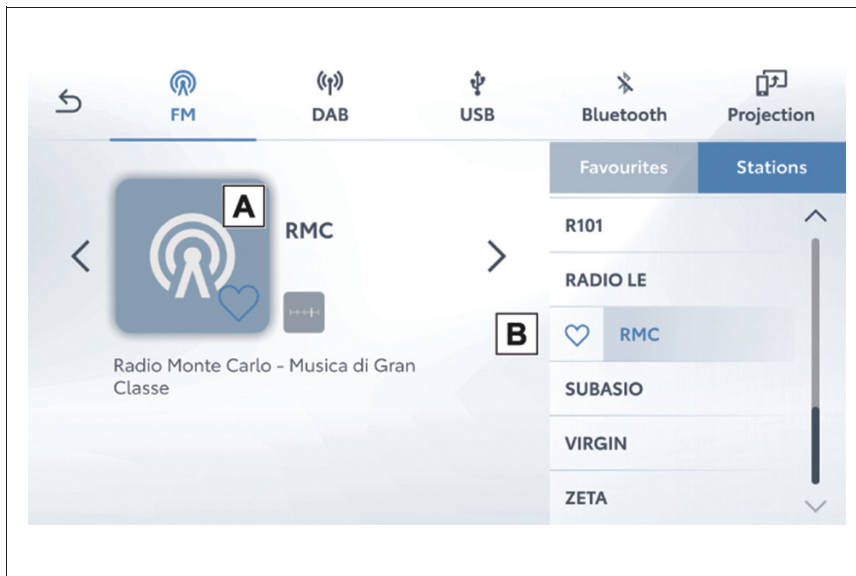 FM
DAB
USB
Bluetooth
Projection
Favourites
Stations
A
RMC
Radio Monte Carlo - Musica di Gran
Classe
B
R101
RADIO LE
RMC
SUBASIO
VIRGIN
ZETA